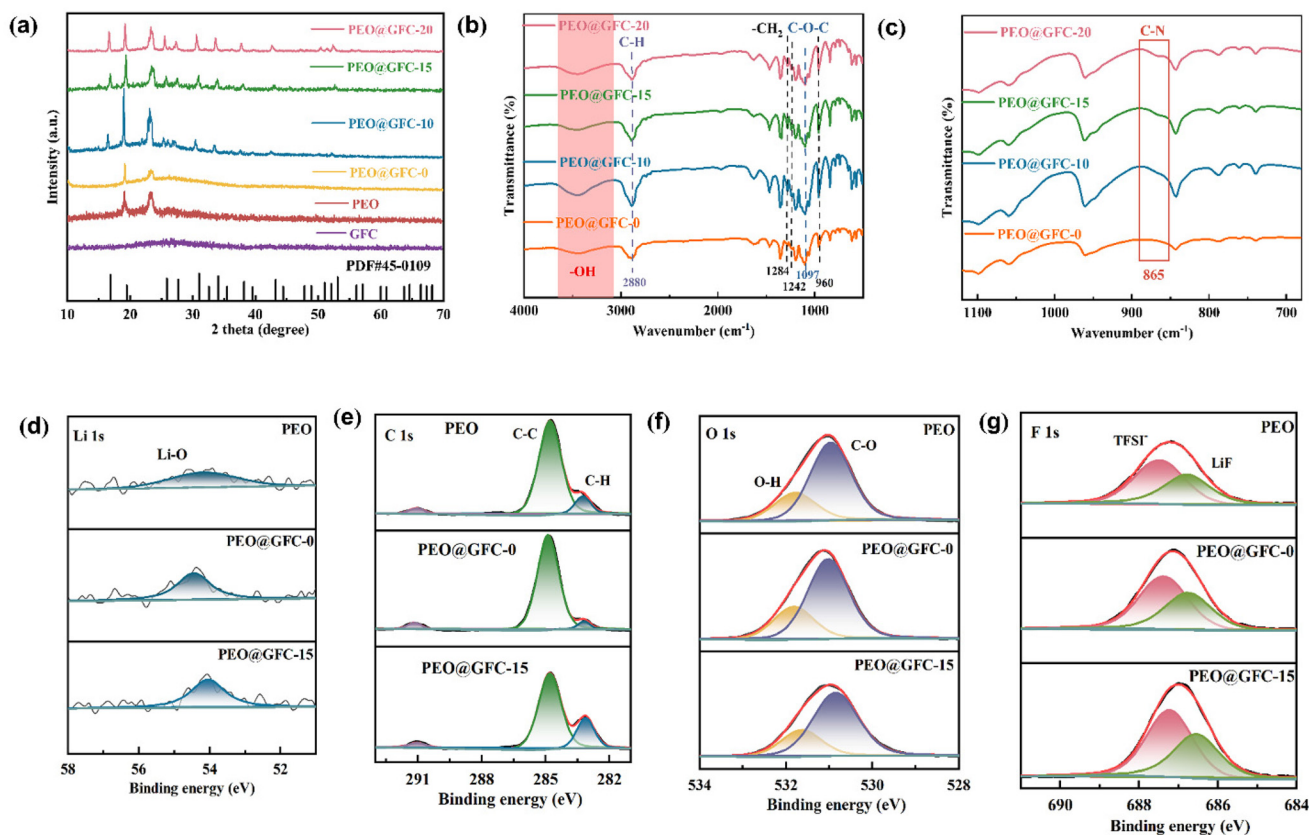 (a)
PEO@GFC-20
PEO@GFC-15
PEO@GFC-10
PEO@GFC-0
PEO
GFC
PDF#45-0109
Intensity (a.u.)
10 20 30 40 50 60 70
2 theta (degree)
(b)
PEO@GFC-20
C-H
-CH2
C-O-C
PEO@GFC-15
PEO@GFC-10
PEO@GFC-0
-OH
2880
1284
1242
1097
960
Transmittance (%)
4000 3000 2000 1000
Wavenumber (cm-1)
(c)
PEO@GFC-20
C-N
PEO@GFC-15
PEO@GFC-10
PEO@GFC-0
865
Transmittance (%)
1100 1000 900 800 700
Wavenumber (cm-1)
(d)
Li 1s
PEO
Li-O
PEO@GFC-0
PEO@GFC-15
58 56 54 52
Binding energy (eV)
(e)
C 1s
PEO
C-C
C-H
PEO@GFC-0
PEO@GFC-15
291 288 285 282
Binding energy (eV)
(f)
O 1s
PEO
C-O
O-H
PEO@GFC-0
PEO@GFC-15
534 532 530 528
Binding energy (eV)
(g)
F 1s
PEO
TFSI-
LiF
PEO@GFC-0
PEO@GFC-15
690 688 686 684
Binding energy (eV)